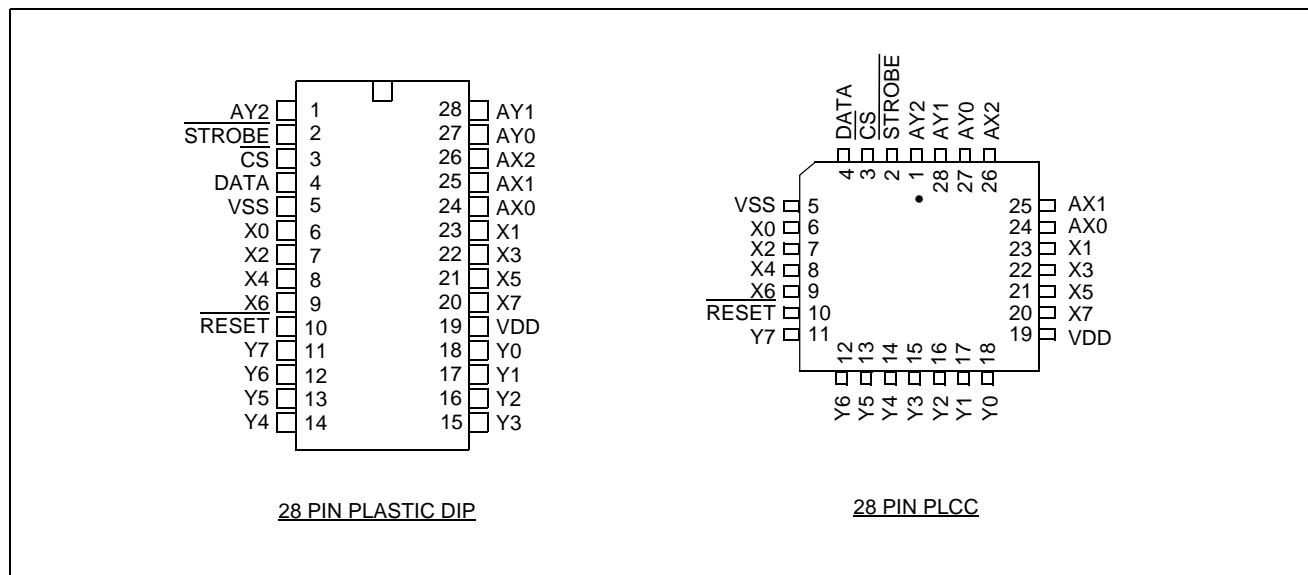 AY2 1 28 AY1
STROBE 2 27 AY0
CS 3 26 AX2
DATA 4 25 AX1
VSS 5 24 AX0
X0 6 23 X1
X2 7 22 X3
X4 8 21 X5
X6 9 20 X7
RESET 10 19 VDD
Y7 11 18 Y0
Y6 12 17 Y1
Y5 13 16 Y2
Y4 14 15 Y3
28 PIN PLASTIC DIP
DATA CS STROBE AY2 AY1 AY0 AX2
4 3 2 1 28 27 26
VSS 5 25 AX1
X0 6 24 AX0
X2 7 23 X1
X4 8 22 X3
X6 9 21 X5
RESET 10 20 X7
Y7 11 19 VDD
12 13 14 15 16 17 18
Y6 Y5 Y4 Y3 Y2 Y1 Y0
28 PIN PLCC